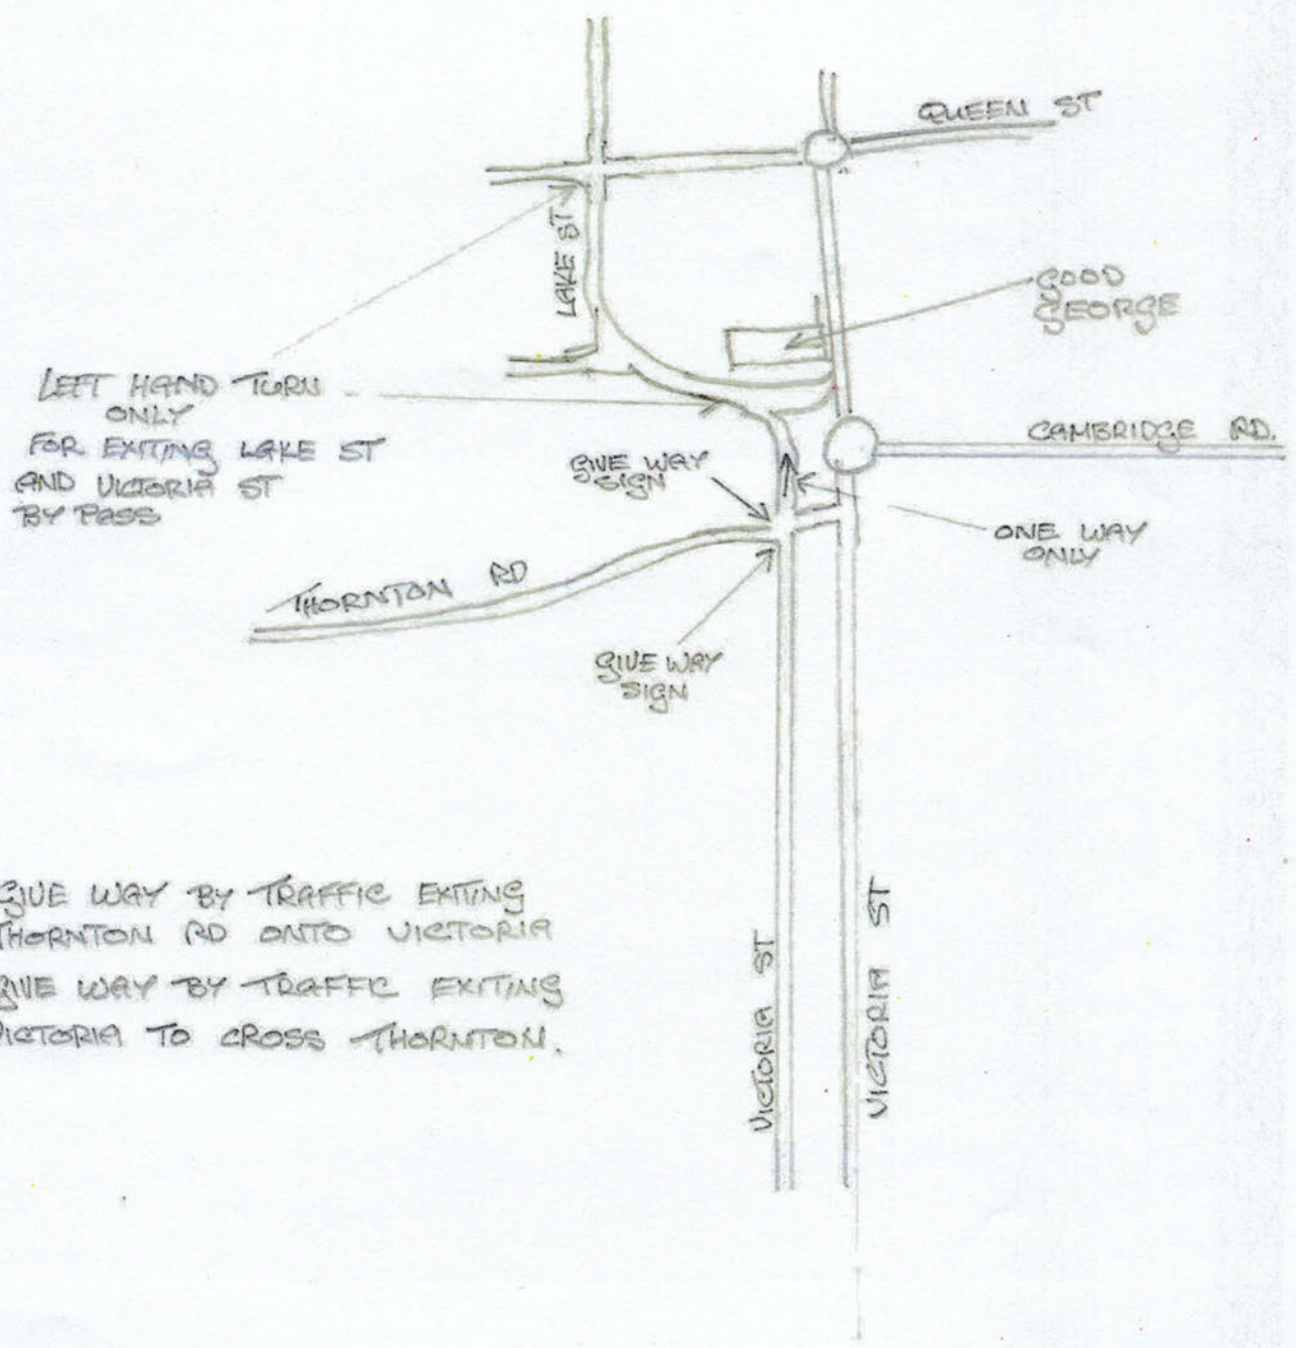 QUEEN ST
LAKE ST
GOOD
GEORGE
LEFT HAND TURN
ONLY
FOR EXITING LAKE ST
AND VICTORIA ST
BY PASS
CAMBRIDGE RD.
GIVE WAY
SIGN
ONE WAY
ONLY
THORNTON RD
GIVE WAY
SIGN
GIVE WAY BY TRAFFIC EXITING
THORNTON RD ONTO VICTORIA
GIVE WAY BY TRAFFIC EXITING
VICTORIA TO CROSS THORNTON.
VICTORIA ST
VICTORIA ST